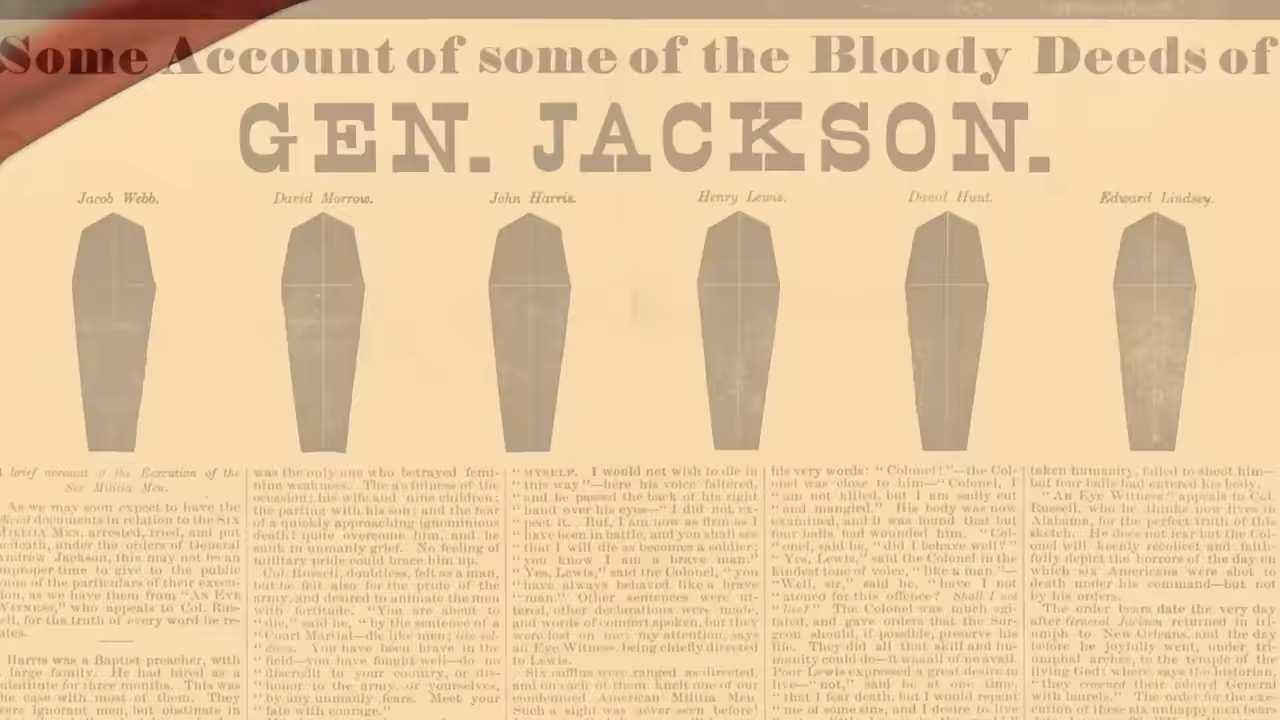 Some Account of some of the Bloody Deeds of
GEN. JACKSON.
Jacob Webb.
David Morrow.
John Harris.
Henry Lewis.
David Hunt.
Edward Lindsey.
A brief account of the Execution of the
Six Militia Men.
As we may soon expect to have the
official documents in relation to the SIX
MILITIA MEN, arrested, tried, and put
to death, under the orders of General
Andrew Jackson, this may not be an
improper time to give to the public
some of the particulars of their execu-
tion, as we have them from "AN EYE
WITNESS," who appeals to Col. Rus-
sell, for the truth of every word he re-
lates.
Harris was a Baptist preacher, with
a large family. He had hired as a
substitute for three months. This was
the case with most of them. They
were ignorant men, but obstinate in
was the only one who betrayed femi-
nine weakness. The awfulness of the
occasion; his wife and nine children;
the parting with his son; and the fear
of a quickly approaching ignominious
death! quite overcome him, and he
sunk in unmanly grief. No feeling of
military pride could brace him up.
Col. Russell, doubtless, felt as a man,
but he felt also for the pride of the
army, and desired to animate the men
with fortitude. "You are about to
"die," said he, "by the sentence of a
"Court Martial—die like men; like sol-
"diers. You have been brave in the
"field—you have fought well—do no
"discredit to your country, or dis-
"honor to the army, or yourselves,
"by any unmanly fears. Meet your
"fate with courage."
"MYSELF. I would not wish to die in
"this way"—here his voice faltered,
"and he passed the back of his right
"hand over his eyes—"I did not ex-
"pect it. But, I am now as firm as I
"have been in battle, and you shall see
"that I will die as becomes a soldier;
"you know I am a brave man."
"Yes, Lewis," said the Colonel, "you
"have always behaved like a brave
"man." Other sentences were ut-
tered, other declarations were made,
and words of comfort spoken, but they
were lost on me; my attention, says
an Eye Witness, being chiefly directed
to Lewis.
Six coffins were ranged, as directed,
and on each of them knelt one of our
condemned American Militia Men.
Such a sight was never seen before!
his very words: "Colonel;"—the Col-
onel was close to him—"Colonel, I
"am not killed, but I am sadly cut
"and mangled." His body was now
examined, and it was found that but
four balls had wounded him. "Col-
onel, said he, "did I behave well?"
"Yes, Lewis," said the Colonel in the
kindest tone of voice, "like a man."—
"Well, sir," said he, "have I not
"atoned for this offence? Shall I not
"live?" The Colonel was much agi-
tated, and gave orders that the Sur-
geon should, if possible, preserve his
life. They did all that skill and hu-
manity could do—it was all of no avail.
Poor Lewis expressed a great desire to
live—"not," said he at one time,
but I fear death; but I would repent
"me of some sins, and I desire to live
taken humanity, failed to shoot him—
but four balls had entered his body.
"An Eye Witness" appeals to Col.
Russell, who he thinks now lives in
Alabama, for the perfect truth of this
sketch. He does not fear but the Col-
onel will keenly recollect and faith-
fully depict the horrors of the day on
which six Americans were shot to
death under his command—but not
by his orders.
The order bears date the very day
after General Jackson returned in tri-
umph to New Orleans, and the day
before he joyfully went, under tri-
umphal arches, to the temple of the
living God! where, says the historian,
"they crowned their adored General
with laurels." The order for the exe-
cution of these six unhappy men bears